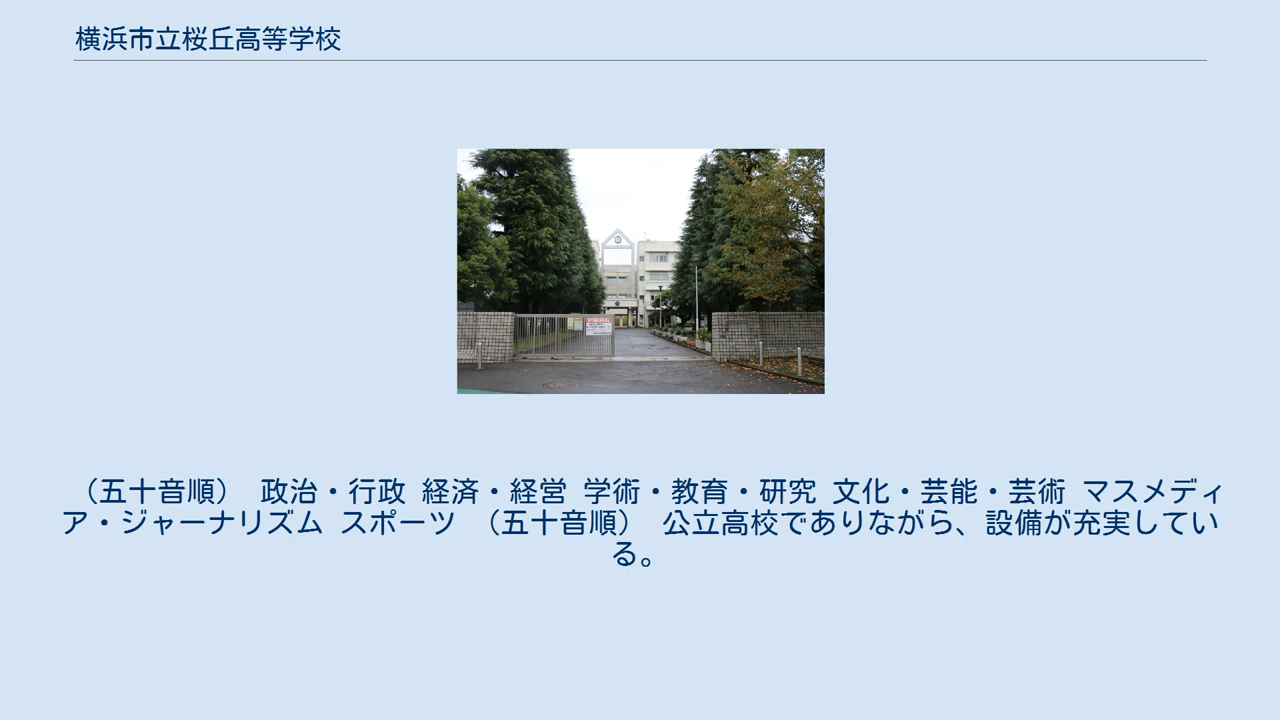 横浜市立桜丘高等学校
（五十音順） 政治・行政 経済・経営 学術・教育・研究 文化・芸能・芸術 マスメディ
ア・ジャーナリズム スポーツ （五十音順） 公立高校でありながら、設備が充実してい
る。